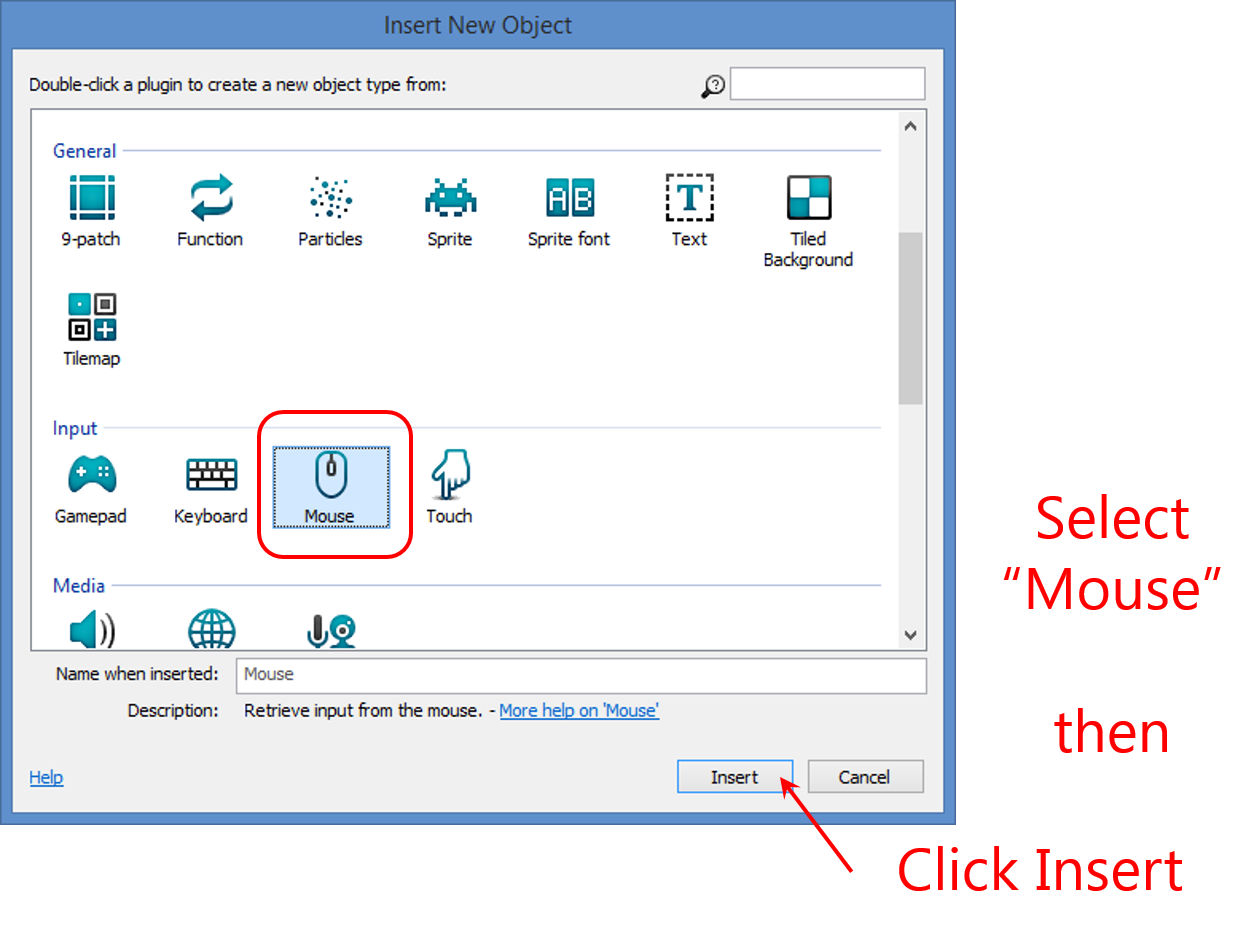 Insert New Object
Double-click a plugin to create a new object type from:
General
9-patch
Function
Particles
Sprite
Sprite font
Text
Tiled
Background
Tilemap
Input
Gamepad
Keyboard
Mouse
Touch
Media
Name when inserted: Mouse
Description: Retrieve input from the mouse. - More help on 'Mouse'
Help
Insert
Cancel
Select
“Mouse”
then
Click Insert